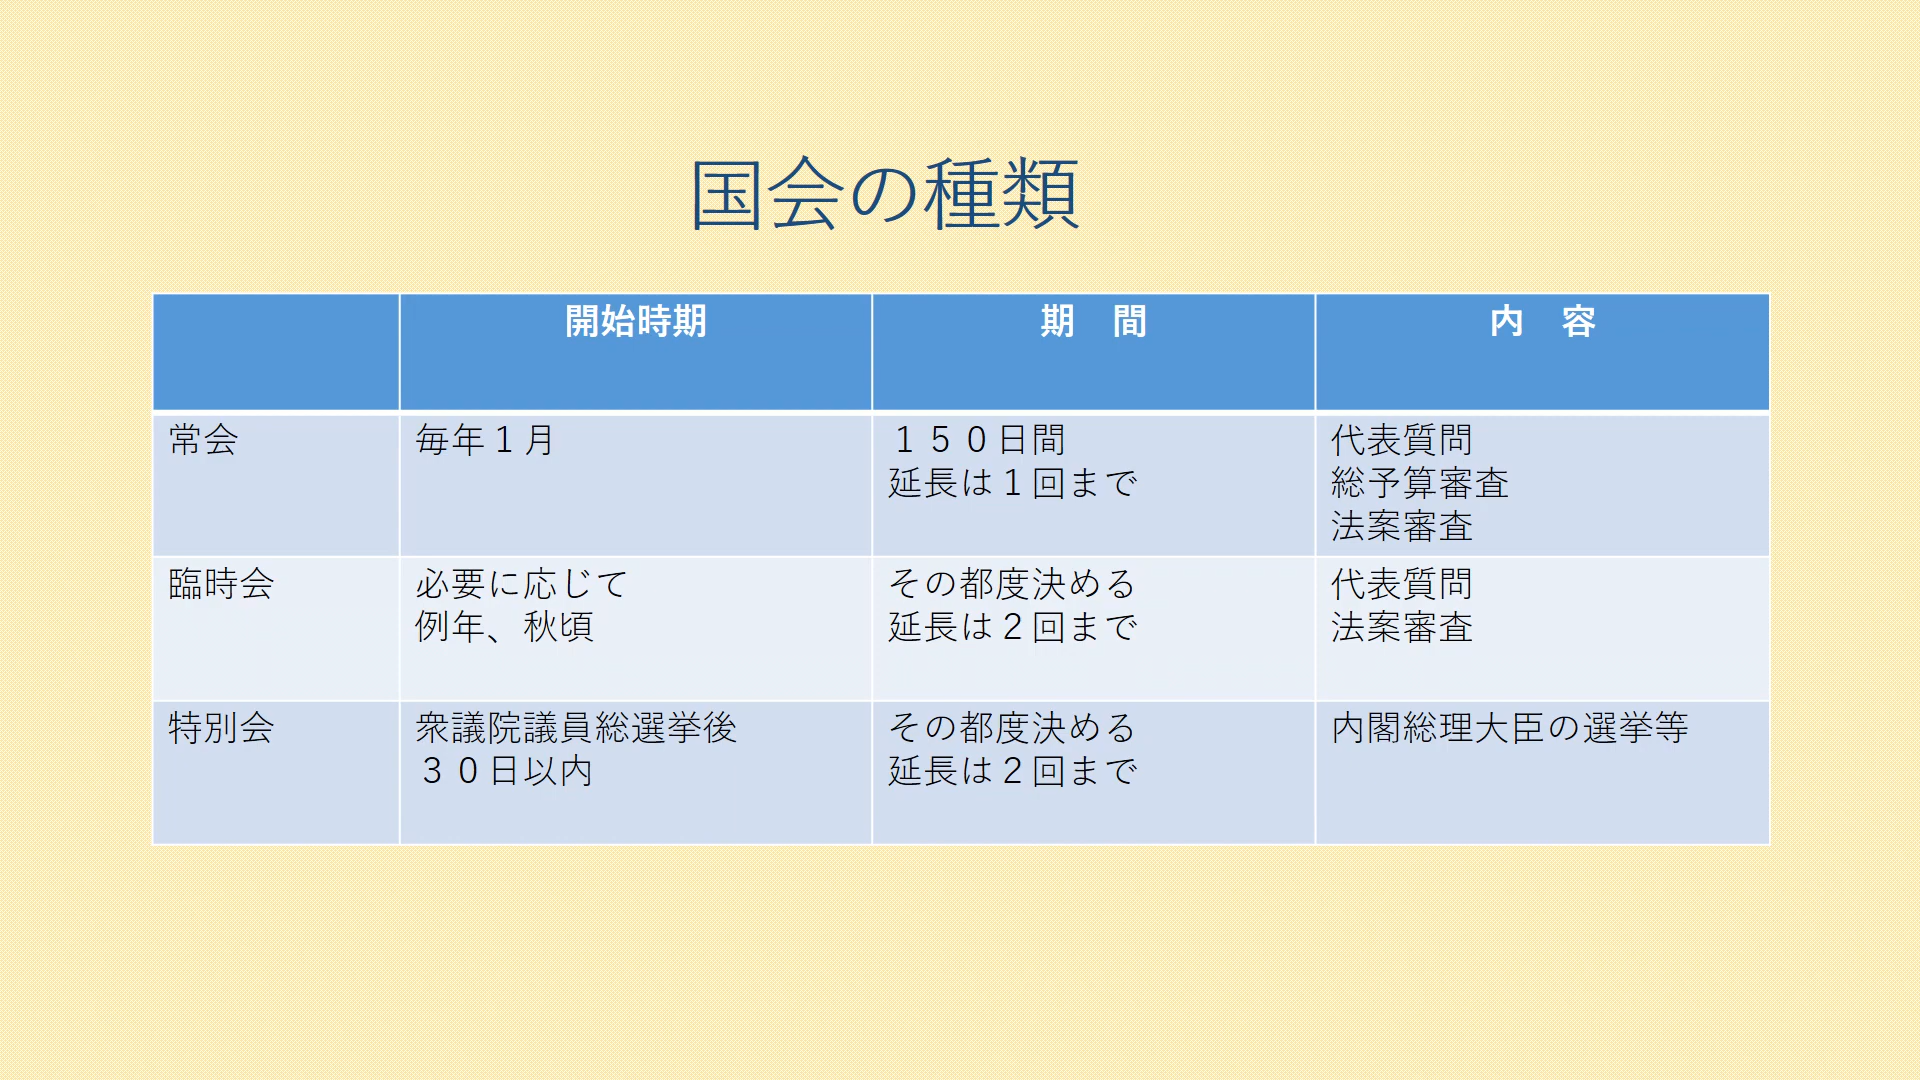 国会の種類
開始時期
期　間
内　容
常会
毎年１月
１５０日間
延長は１回まで
代表質問
総予算審査
法案審査
臨時会
必要に応じて
例年、秋頃
その都度決める
延長は２回まで
代表質問
法案審査
特別会
衆議院議員総選挙後
３０日以内
その都度決める
延長は２回まで
内閣総理大臣の選挙等